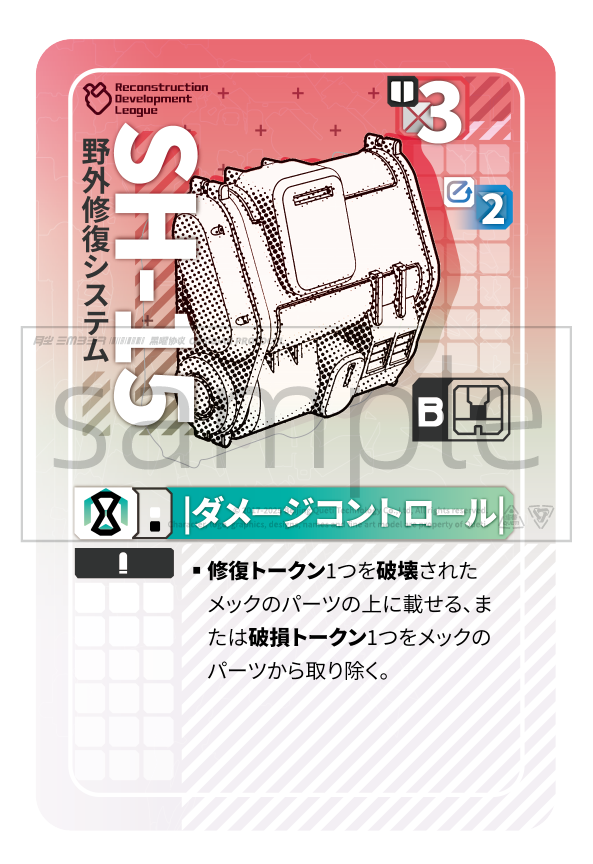 Reconstruction
Development
League
3
2
野外修復システム
SH-15
B
sample
ダメージコントロール
修復トークン1つを破壊された
メックのパーツの上に載せる、ま
たは破損トークン1つをメックの
パーツから取り除く。